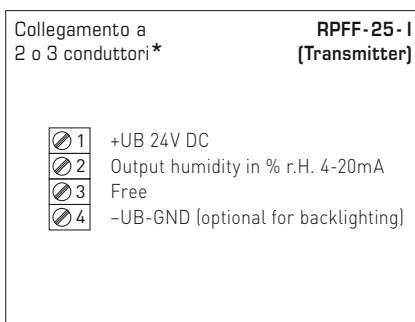 Collegamento a RPFF-25-I
2 o 3 conduttori* (Transmitter)
1 +UB 24V DC
2 Output humidity in % r.H. 4-20mA
3 Free
4 –UB-GND (optional for backlighting)